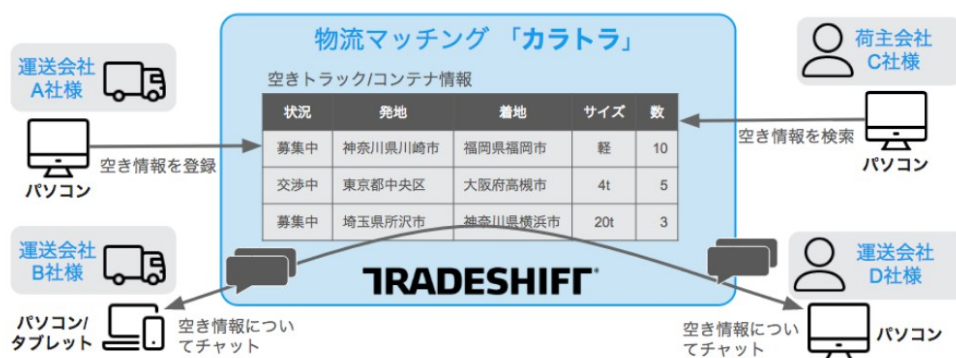 物流マッチング 「カラトラ」
運送会社
A社様
パソコン
空き情報を登録
空きトラック/コンテナ情報
状況 発地 着地 サイズ 数
募集中 神奈川県川崎市 福岡県福岡市 軽 10
交渉中 東京都中央区 大阪府高槻市 4t 5
募集中 埼玉県所沢市 神奈川県横浜市 20t 3
荷主会社
C社様
パソコン
空き情報を検索
運送会社
B社様
パソコン/
タブレット
空き情報につい
てチャット
TRADESHIFT
運送会社
D社様
パソコン
空き情報につい
てチャット